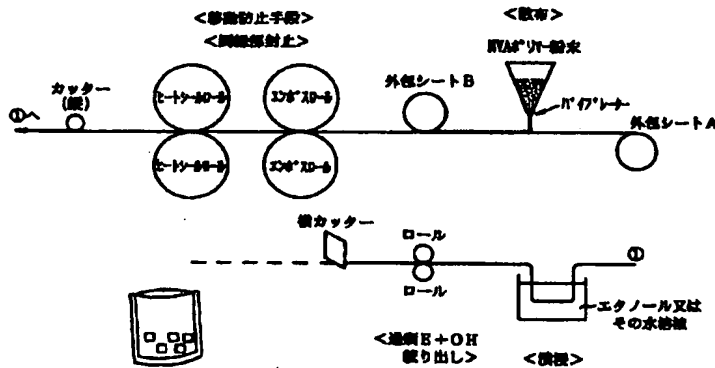 <移動防止手段>
<周縁部封止>
<散布>
NVAポリマー粉末
カッター
(縦)
①へ
ヒートシールロール
エンボスロール
外包シートB
バイブレーター
外包シートA
ヒートシールロール
エンボスロール
横カッター
ロール
ロール
①
エタノール又は
その水溶液
<過剰E+OH
絞り出し>
<浸漬>